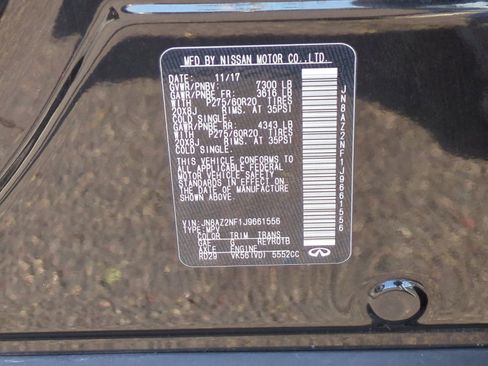 MFD BY NISSAN MOTOR CO.,LTD.
DATE: 11/17
GVWR/PNBV: 7300 LB
GAWR/PNBE FR: 3616 LB
WITH P275/60R20 TIRES
20X8J RIMS, AT 35PSI
COLD SINGLE.
GAWR/PNBE RR: 4343 LB
WITH P275/60R20 TIRES
20X8J RIMS, AT 35PSI
COLD SINGLE.
THIS VEHICLE CONFORMS TO
ALL APPLICABLE FEDERAL
MOTOR VEHICLE SAFETY
STANDARDS IN EFFECT ON
THE DATE OF MANUFACTURE
SHOWN ABOVE.
VIN:JN8AZ2NF1J9661556
TYPE:MPV
COLOR TRIM TRANS
GAE G RE7R01B
AXLE ENGINE
RD29 VK56(VD) 5552CC
JN8AZ2NF1J9661556
INFINITI